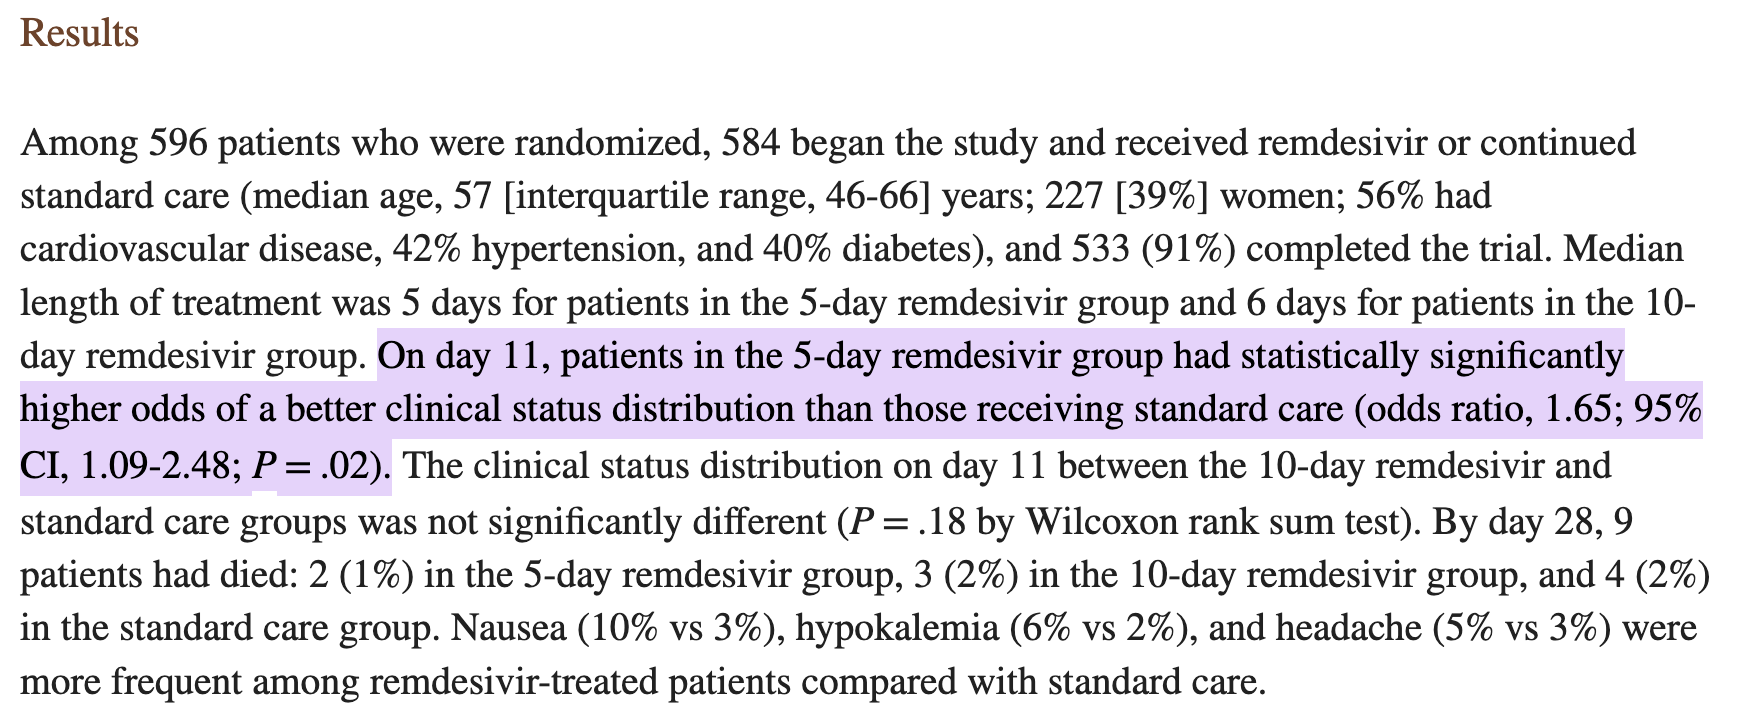 Results
Among 596 patients who were randomized, 584 began the study and received remdesivir or continued
standard care (median age, 57 [interquartile range, 46-66] years; 227 [39%] women; 56% had
cardiovascular disease, 42% hypertension, and 40% diabetes), and 533 (91%) completed the trial. Median
length of treatment was 5 days for patients in the 5-day remdesivir group and 6 days for patients in the 10-
day remdesivir group. On day 11, patients in the 5-day remdesivir group had statistically significantly
higher odds of a better clinical status distribution than those receiving standard care (odds ratio, 1.65; 95%
CI, 1.09-2.48; P = .02). The clinical status distribution on day 11 between the 10-day remdesivir and
standard care groups was not significantly different (P = .18 by Wilcoxon rank sum test). By day 28, 9
patients had died: 2 (1%) in the 5-day remdesivir group, 3 (2%) in the 10-day remdesivir group, and 4 (2%)
in the standard care group. Nausea (10% vs 3%), hypokalemia (6% vs 2%), and headache (5% vs 3%) were
more frequent among remdesivir-treated patients compared with standard care.